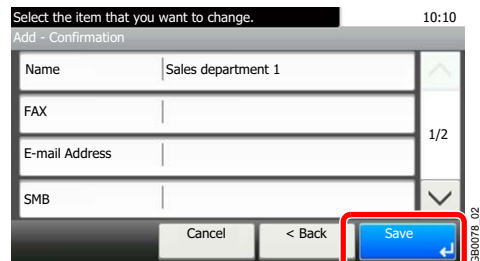 Select the item that you want to change. 10:10
Add - Confirmation
Name Sales department 1
FAX
1/2
E-mail Address
SMB
Cancel < Back Save
GB0078_02